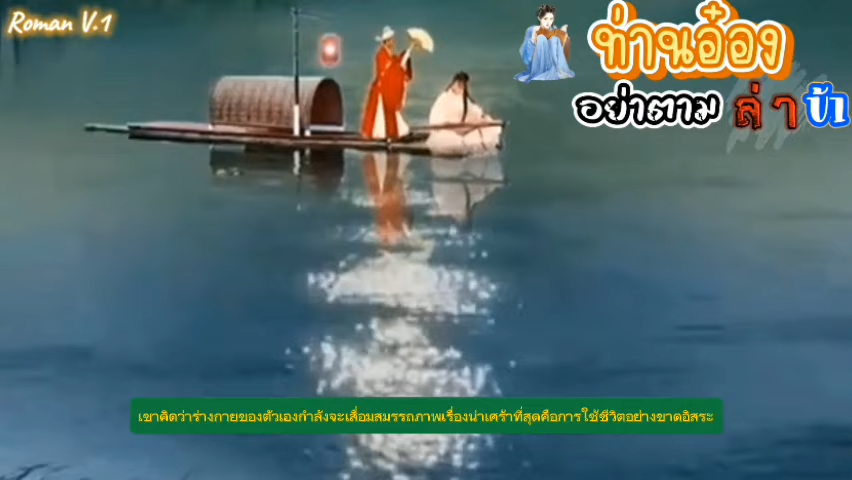 Roman V.1
ท่านอ๋อง
อย่าตาม ล่า ข้า
เขาคิดว่าร่างกายของตัวเองกำลังจะเสื่อมสมรรถภาพเรื่องน่าเศร้าที่สุดคือการใช้ชีวิตอย่างขาดอิสระ